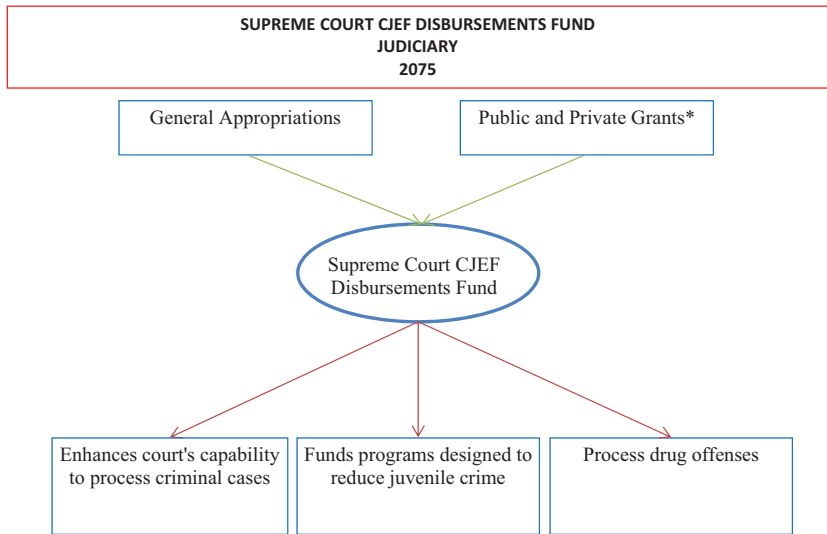 SUPREME COURT CJEF DISBURSEMENTS FUND
JUDICIARY
2075
General Appropriations
Public and Private Grants*
Supreme Court CJEF
Disbursements Fund
Enhances court's capability
to process criminal cases
Funds programs designed to
reduce juvenile crime
Process drug offenses